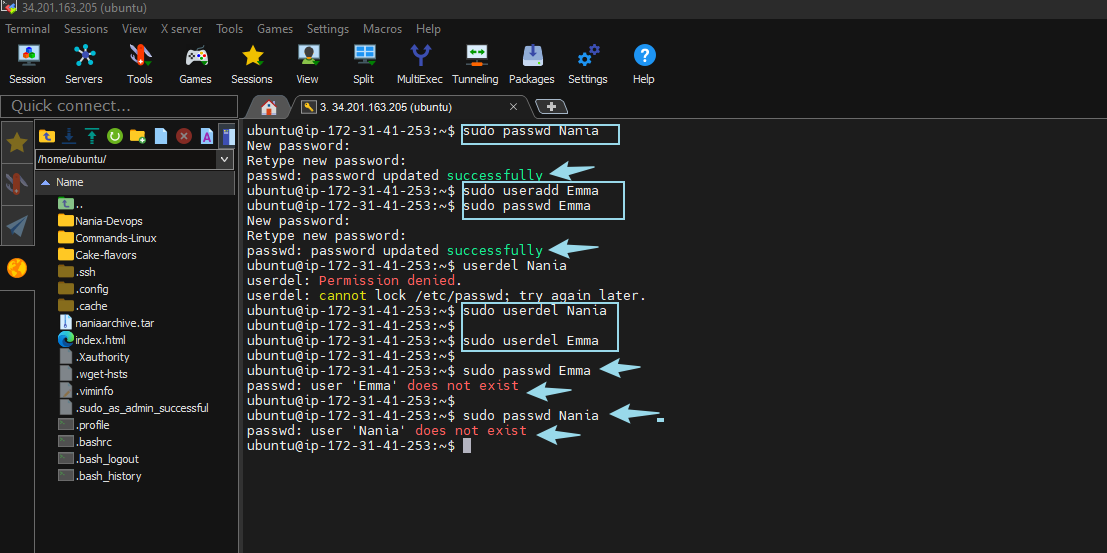 34.201.163.205 (ubuntu)
Terminal Sessions View X server Tools Games Settings Macros Help
Session Servers Tools Games Sessions View Split MultiExec Tunneling Packages Settings Help
Quick connect...
3. 34.201.163.205 (ubuntu)
/home/ubuntu/
Name
..
Nania-Devops
Commands-Linux
Cake-flavors
.ssh
.config
.cache
naniaarchive.tar
index.html
.Xauthority
.wget-hsts
.viminfo
.sudo_as_admin_successful
.profile
.bashrc
.bash_logout
.bash_history
ubuntu@ip-172-31-41-253:~$ sudo passwd Nania
New password:
Retype new password:
passwd: password updated successfully
ubuntu@ip-172-31-41-253:~$ sudo useradd Emma
ubuntu@ip-172-31-41-253:~$ sudo passwd Emma
New password:
Retype new password:
passwd: password updated successfully
ubuntu@ip-172-31-41-253:~$ userdel Nania
userdel: Permission denied.
userdel: cannot lock /etc/passwd; try again later.
ubuntu@ip-172-31-41-253:~$ sudo userdel Nania
ubuntu@ip-172-31-41-253:~$
ubuntu@ip-172-31-41-253:~$ sudo userdel Emma
ubuntu@ip-172-31-41-253:~$
ubuntu@ip-172-31-41-253:~$ sudo passwd Emma
passwd: user 'Emma' does not exist
ubuntu@ip-172-31-41-253:~$
ubuntu@ip-172-31-41-253:~$ sudo passwd Nania
passwd: user 'Nania' does not exist
ubuntu@ip-172-31-41-253:~$